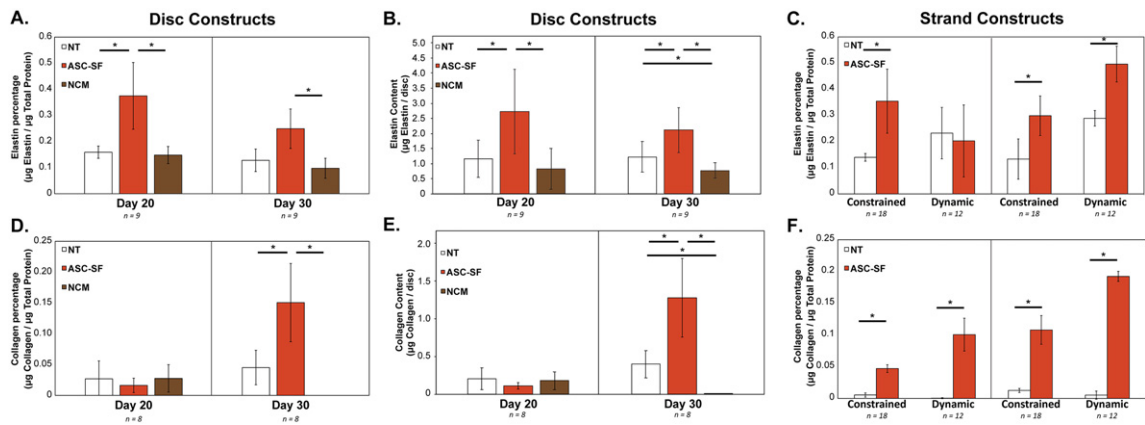 A.
Disc Constructs
Elastin percentage
(µg Elastin / µg Total Protein)
0.6
0.5
0.4
0.3
0.2
0.1
0
NT
ASC-SF
NCM
*
*
*
Day 20
n = 9
Day 30
n = 9
B.
Disc Constructs
Elastin Content
(µg Elastin / disc)
5.0
4.5
4.0
3.5
3.0
2.5
2.0
1.5
1.0
0.5
0.0
NT
ASC-SF
NCM
*
*
*
*
*
Day 20
n = 9
Day 30
n = 9
C.
Strand Constructs
Elastin percentage
(µg Elastin / µg Total Protein)
0.6
0.5
0.4
0.3
0.2
0.1
0
NT
ASC-SF
*
*
*
Constrained
n = 18
Dynamic
n = 12
Constrained
n = 18
Dynamic
n = 12
D.
Collagen percentage
(µg Collagen / µg Total Protein)
0.25
0.20
0.15
0.10
0.05
0
NT
ASC-SF
NCM
*
*
Day 20
n = 8
Day 30
n = 8
E.
Collagen Content
(µg Collagen / disc)
2.0
1.5
1.0
0.5
0.0
NT
ASC-SF
NCM
*
*
*
Day 20
n = 8
Day 30
n = 8
F.
Collagen percentage
(µg Collagen / µg Total Protein)
0.25
0.2
0.15
0.1
0.05
0
NT
ASC-SF
*
*
*
*
Constrained
n = 18
Dynamic
n = 12
Constrained
n = 18
Dynamic
n = 12